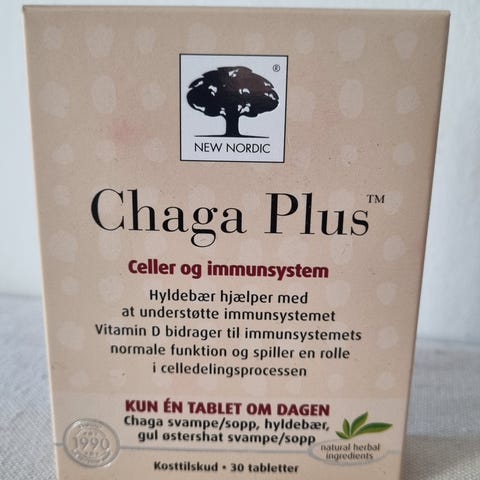 ®
NEW NORDIC
Chaga Plus™
Celler og immunsystem
Hyldebær hjælper med
at understøtte immunsystemet
Vitamin D bidrager til immunsystemets
normale funktion og spiller en rolle
i celledelingsprocessen
KUN ÉN TABLET OM DAGEN
Chaga svampe/sopp, hyldebær,
gul østershat svampe/sopp
1990
natural herbal
ingredients
Kosttilskud • 30 tabletter